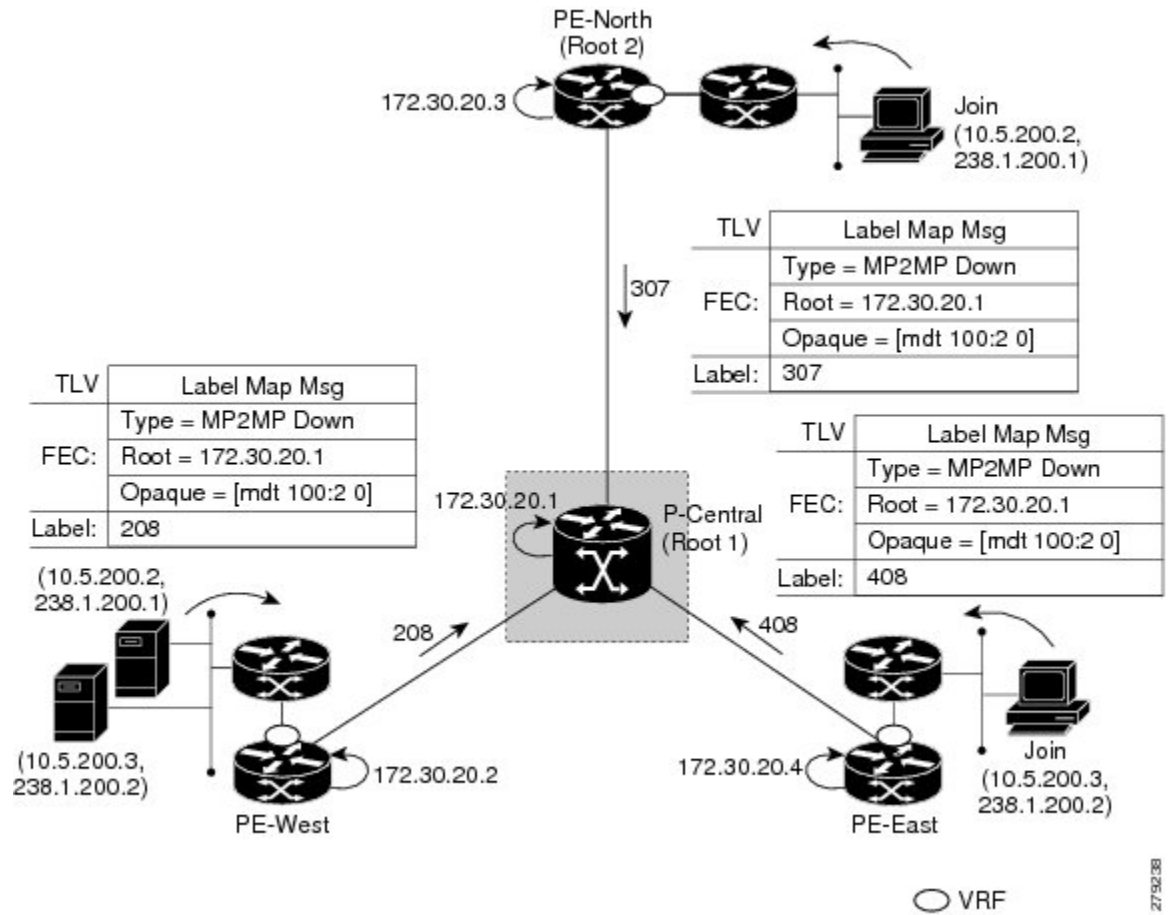 PE-North
(Root 2)
172.30.20.3
Join
(10.5.200.2,
238.1.200.1)
TLV
Label Map Msg
FEC:
Type = MP2MP Down
Root = 172.30.20.1
Opaque = [mdt 100:2 0]
Label:
307
307
TLV
Label Map Msg
FEC:
Type = MP2MP Down
Root = 172.30.20.1
Opaque = [mdt 100:2 0]
Label:
208
TLV
Label Map Msg
FEC:
Type = MP2MP Down
Root = 172.30.20.1
Opaque = [mdt 100:2 0]
Label:
408
172.30.20.1
P-Central
(Root 1)
(10.5.200.2,
238.1.200.1)
208
408
(10.5.200.3,
238.1.200.2)
172.30.20.2
PE-West
172.30.20.4
PE-East
Join
(10.5.200.3,
238.1.200.2)
VRF
279238